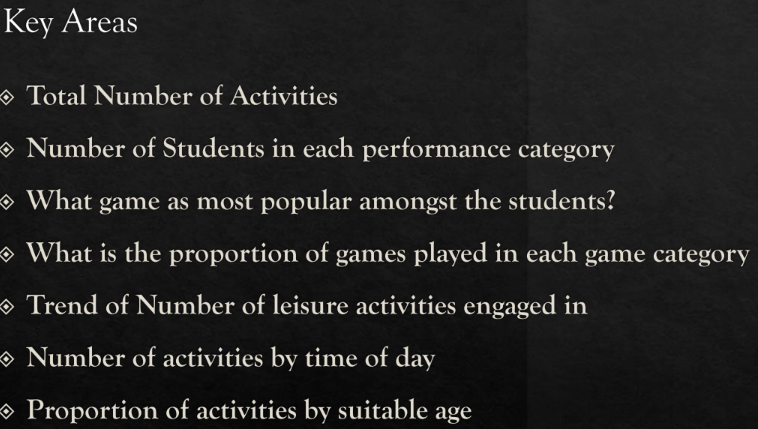 Key Areas
Total Number of Activities
Number of Students in each performance category
What game as most popular amongst the students?
What is the proportion of games played in each game category
Trend of Number of leisure activities engaged in
Number of activities by time of day
Proportion of activities by suitable age